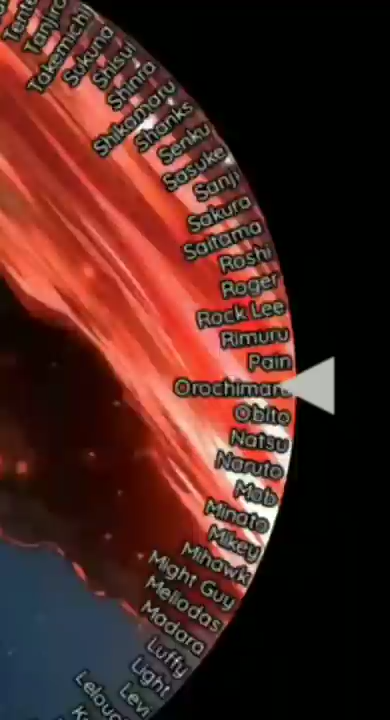 Tanjiro
Takemichi
Sukuna
Shisui
Shinra
Shikamaru
Shanks
Senku
Sasuke
Sanji
Sakura
Saitama
Roshi
Roger
Rock Lee
Rimuru
Pain
Orochimaru
Obito
Natsu
Naruto
Mob
Minato
Mikey
Mihawk
Might Guy
Meliodas
Madara
Luffy
Light
Levi